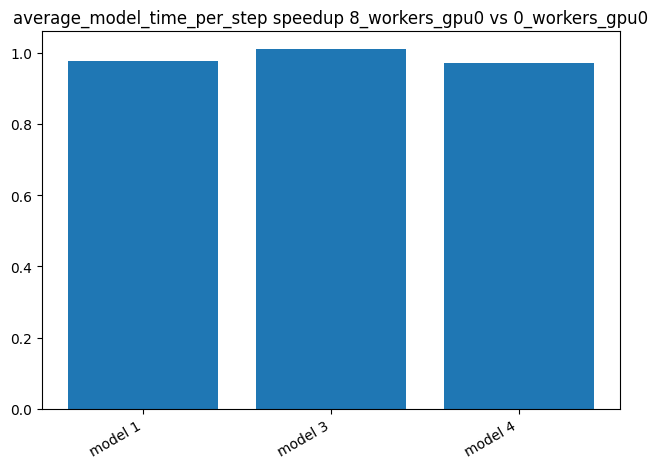 average_model_time_per_step speedup 8_workers_gpu0 vs 0_workers_gpu0
1.0
0.8
0.6
0.4
0.2
0.0
model 1
model 3
model 4